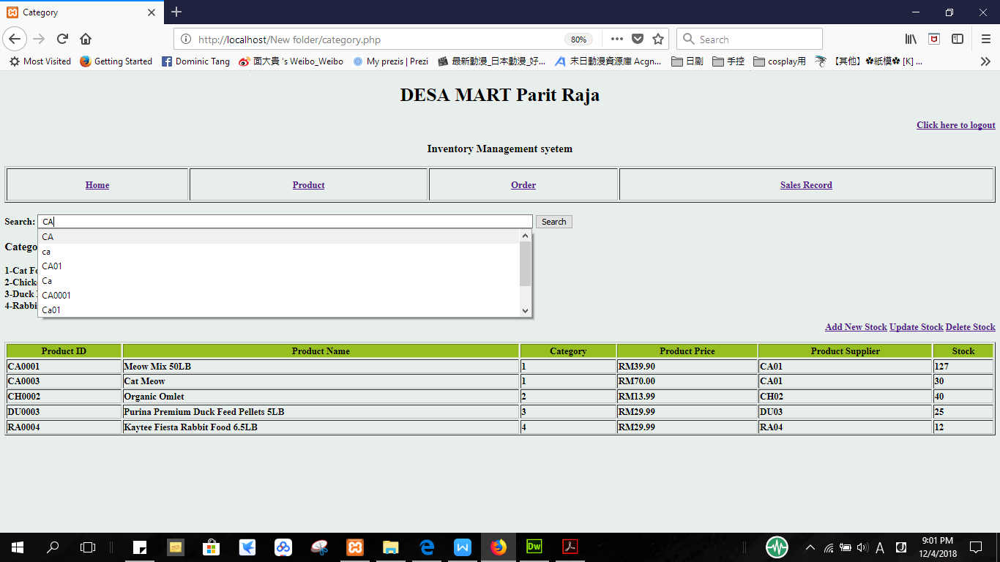 Category
http://localhost/New folder/category.php 80% Search
Most Visited Getting Started Dominic Tang 面大貴 's Weibo_Weibo My prezis | Prezi 最新動漫_日本動漫_好... 末日動漫資源庫 Acgn... 日剧 手控 cosplay用 【其他】✽紙模✽ [K] ...
DESA MART Parit Raja
Click here to logout
Inventory Management syetem
Home Product Order Sales Record
Search: CA Search
CA
Catego
ca
CA01
1-Cat Fo
Ca
2-Chick
CA0001
3-Duck
Ca01
4-Rabbi
Add New Stock Update Stock Delete Stock
Product ID Product Name Category Product Price Product Supplier Stock
CA0001 Meow Mix 50LB 1 RM39.90 CA01 127
CA0003 Cat Meow 1 RM70.00 CA01 30
CH0002 Organic Omlet 2 RM13.99 CH02 40
DU0003 Purina Premium Duck Feed Pellets 5LB 3 RM29.99 DU03 25
RA0004 Kaytee Fiesta Rabbit Food 6.5LB 4 RM29.99 RA04 12
Dw A 9:01 PM
12/4/2018